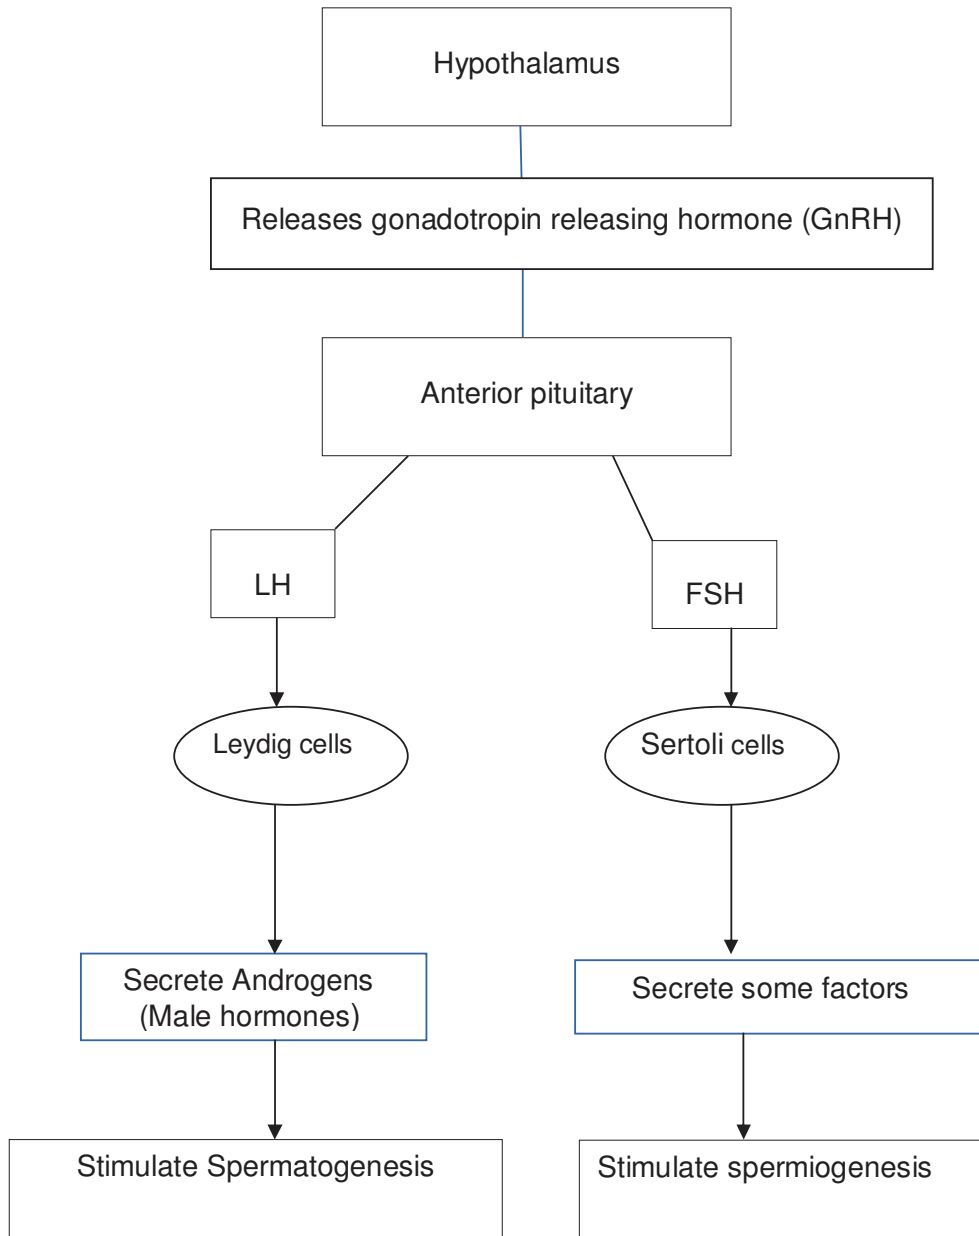 Hypothalamus
Releases gonadotropin releasing hormone (GnRH)
Anterior pituitary
LH
FSH
Leydig cells
Sertoli cells
Secrete Androgens
(Male hormones)
Secrete some factors
Stimulate Spermatogenesis
Stimulate spermiogenesis